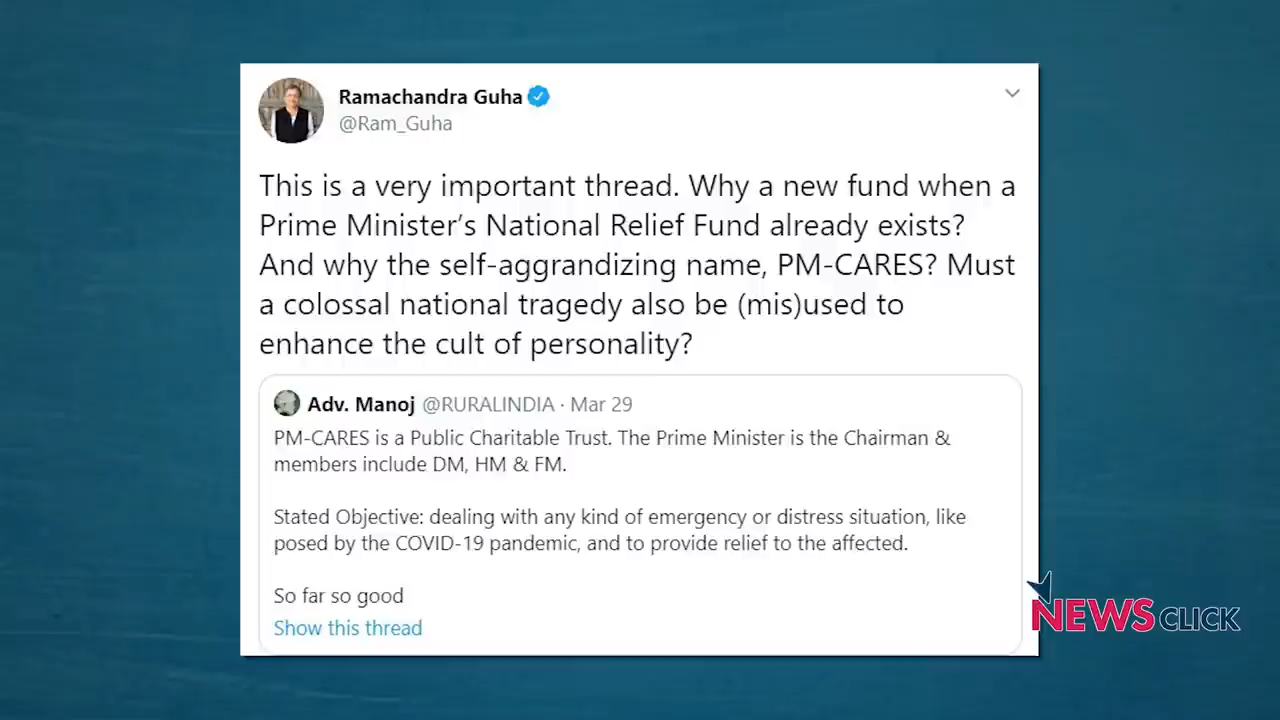 Ramachandra Guha
@Ram_Guha
This is a very important thread. Why a new fund when a
Prime Minister’s National Relief Fund already exists?
And why the self-aggrandizing name, PM-CARES? Must
a colossal national tragedy also be (mis)used to
enhance the cult of personality?
Adv. Manoj @RURALINDIA · Mar 29
PM-CARES is a Public Charitable Trust. The Prime Minister is the Chairman &
members include DM, HM & FM.
Stated Objective: dealing with any kind of emergency or distress situation, like
posed by the COVID-19 pandemic, and to provide relief to the affected.
So far so good
Show this thread
NEWSCLICK